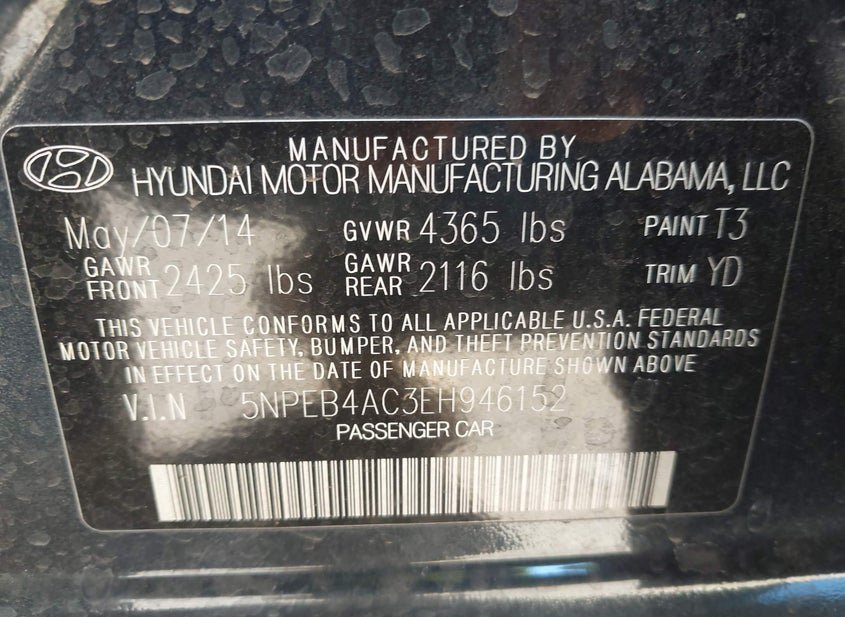 MANUFACTURED BY
HYUNDAI MOTOR MANUFACTURING ALABAMA, LLC
May/07/14 GVWR 4365 lbs PAINT T3
GAWR FRONT 2425 lbs GAWR REAR 2116 lbs TRIM YD
THIS VEHICLE CONFORMS TO ALL APPLICABLE U.S.A. FEDERAL
MOTOR VEHICLE SAFETY, BUMPER, AND THEFT PREVENTION STANDARDS
IN EFFECT ON THE DATE OF MANUFACTURE SHOWN ABOVE
V.I.N 5NPEB4AC3EH946152
PASSENGER CAR